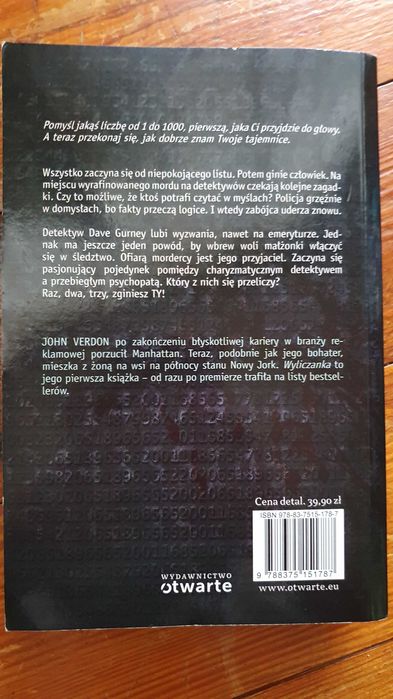 Pomyśl jakąś liczbę od 1 do 1000, pierwszą, jaka Ci przyjdzie do głowy.
A teraz przekonaj się, jak dobrze znam Twoje tajemnice.
Wszystko zaczyna się od niepokojącego listu. Potem ginie człowiek. Na
miejscu wyrafinowanego mordu na detektywów czekają kolejne zagad-
ki. Czy to możliwe, że ktoś potrafi czytać w myślach? Policja grzęźnie
w domysłach, bo fakty przeczą logice. I wtedy zabójca uderza znowu.
Detektyw Dave Gurney lubi wyzwania, nawet na emeryturze. Jed-
nak ma jeszcze jeden powód, by wbrew woli małżonki włączyć
się w śledztwo. Ofiarą mordercy jest jego przyjaciel. Zaczyna się
pasjonujący pojedynek pomiędzy charyzmatycznym detektywem
a przebiegłym psychopatą. Który z nich się przeliczy?
Raz, dwa, trzy, zginiesz TY!
JOHN VERDON po zakończeniu błyskotliwej kariery w branży re-
klamowej porzucił Manhattan. Teraz, podobnie jak jego bohater,
mieszka z żoną na wsi na północy stanu Nowy Jork. Wyliczanka to
jego pierwsza książka – od razu po premierze trafiła na listy bestsel-
lerów.
Cena detal. 39,90 zł
ISBN 978-83-7515-178-7
9 788375 151787
WYDAWNICTWO
otwarte
www.otwarte.eu